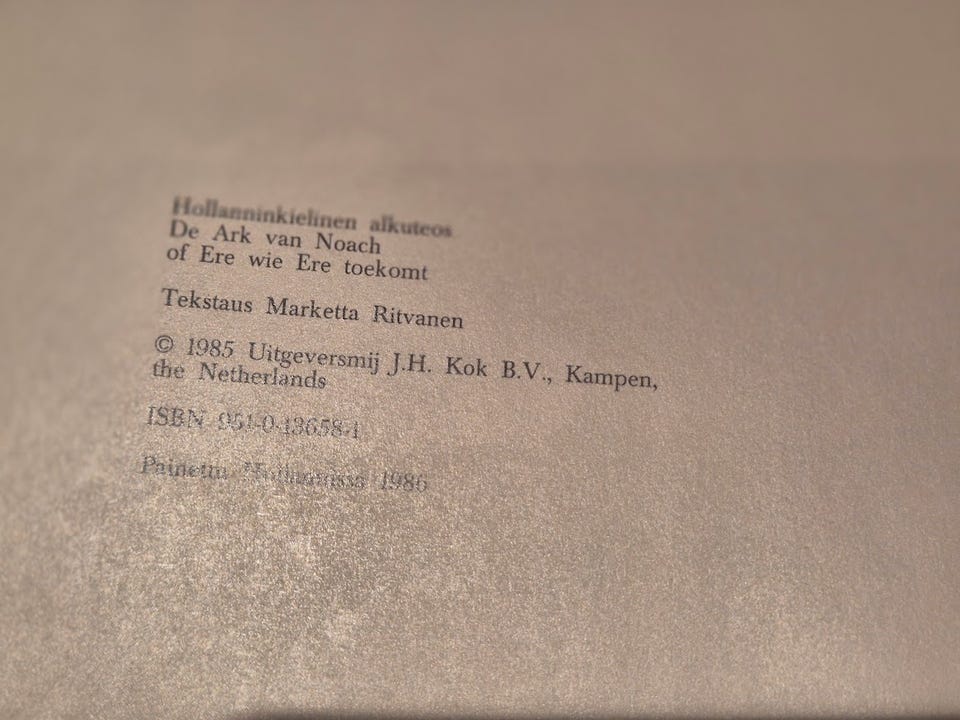 Hollanninkielinen alkuteos
De Ark van Noach
of Ere wie Ere toekomt
Tekstaus Marketta Ritvanen
© 1985 Uitgeversmij J.H. Kok B.V., Kampen,
the Netherlands
ISBN 951-0-13658-1
Painettu Hollannissa 1986